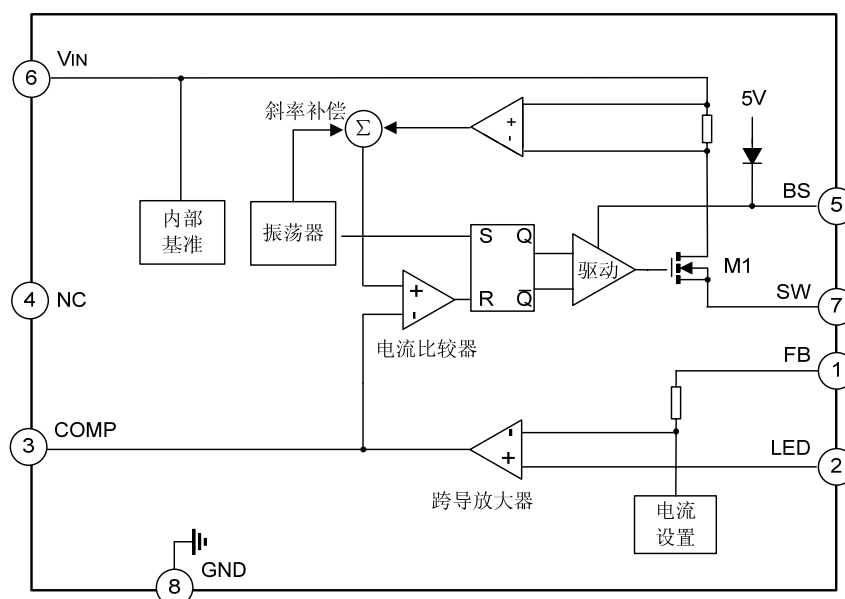 6
VIN
斜率补偿
Σ
+
-
5V
内部
基准
振荡器
S
Q
R
Q̅
驱动
BS
5
M1
4
NC
+
-
电流比较器
SW
7
FB
1
3
COMP
-
+
LED
2
跨导放大器
电流
设置
GND
8